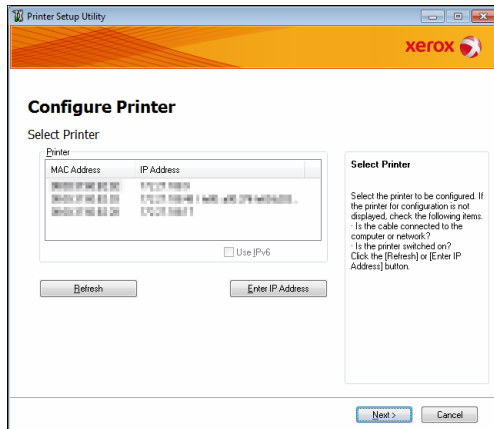 Printer Setup Utility
xerox
Configure Printer
Select Printer
Printer
MAC Address IP Address
Use IPv6
Refresh Enter IP Address
Select Printer
Select the printer to be configured. If
the printer for configuration is not
displayed, check the following items.
· Is the cable connected to the
computer or network?
· Is the printer switched on?
Click the [Refresh] or [Enter IP
Address] button.
Next > Cancel